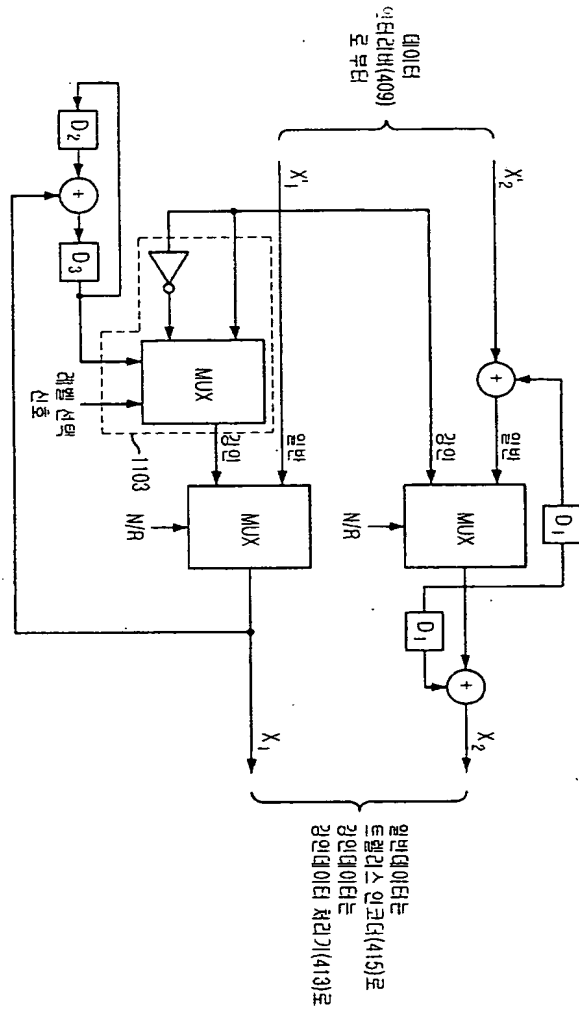 데이터
인터리버(409)
로 부터
X'₁
X'₂
D₂
+
D₃
MUX
레벨 선택
신호
1103
강인
일반
MUX
N/R
X₁
+
일반
강인
MUX
N/R
D₁
D₁
+
X₂
일반데이터는
트렐리스 인코더(415)로
강인데이터는
강인데이터 처리기(413)로